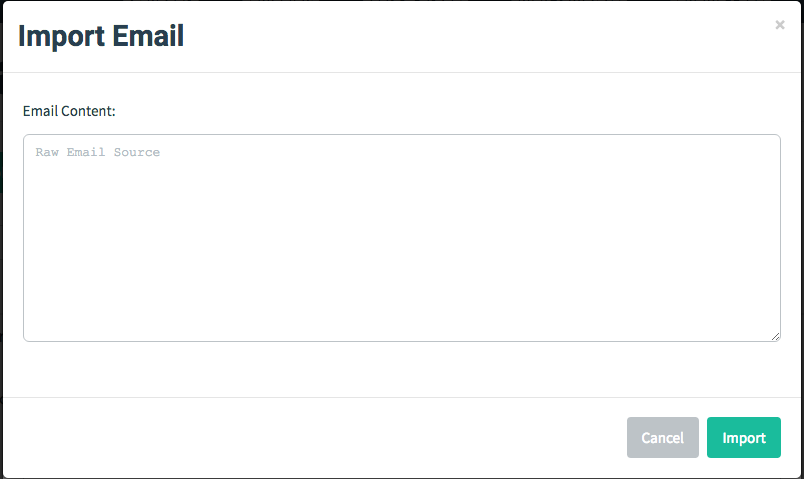 Import Email
×
Email Content:
Raw Email Source
Cancel
Import